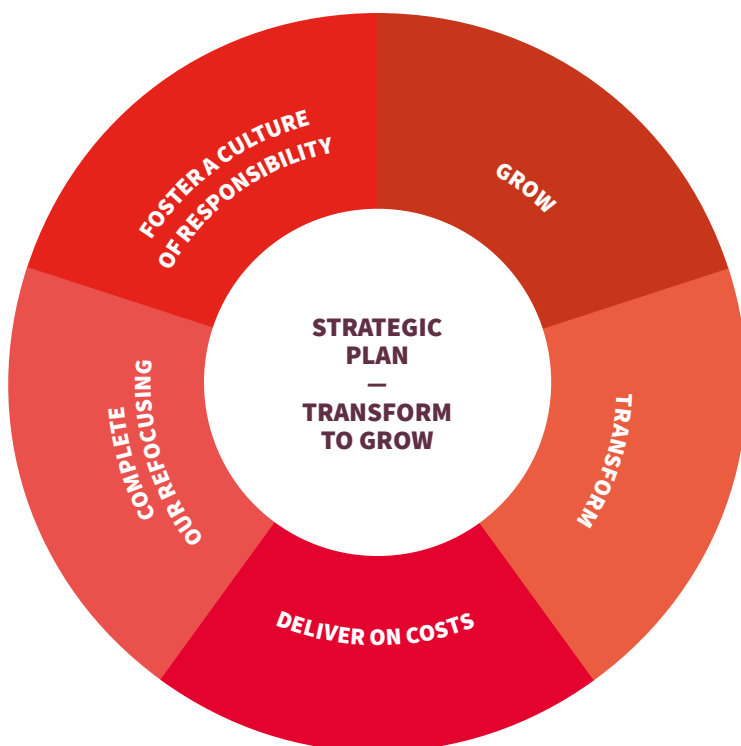 STRATEGIC
PLAN
—
TRANSFORM
TO GROW
GROW
TRANSFORM
DELIVER ON COSTS
COMPLETE
OUR REFOCUSING
FOSTER A CULTURE
OF RESPONSIBILITY